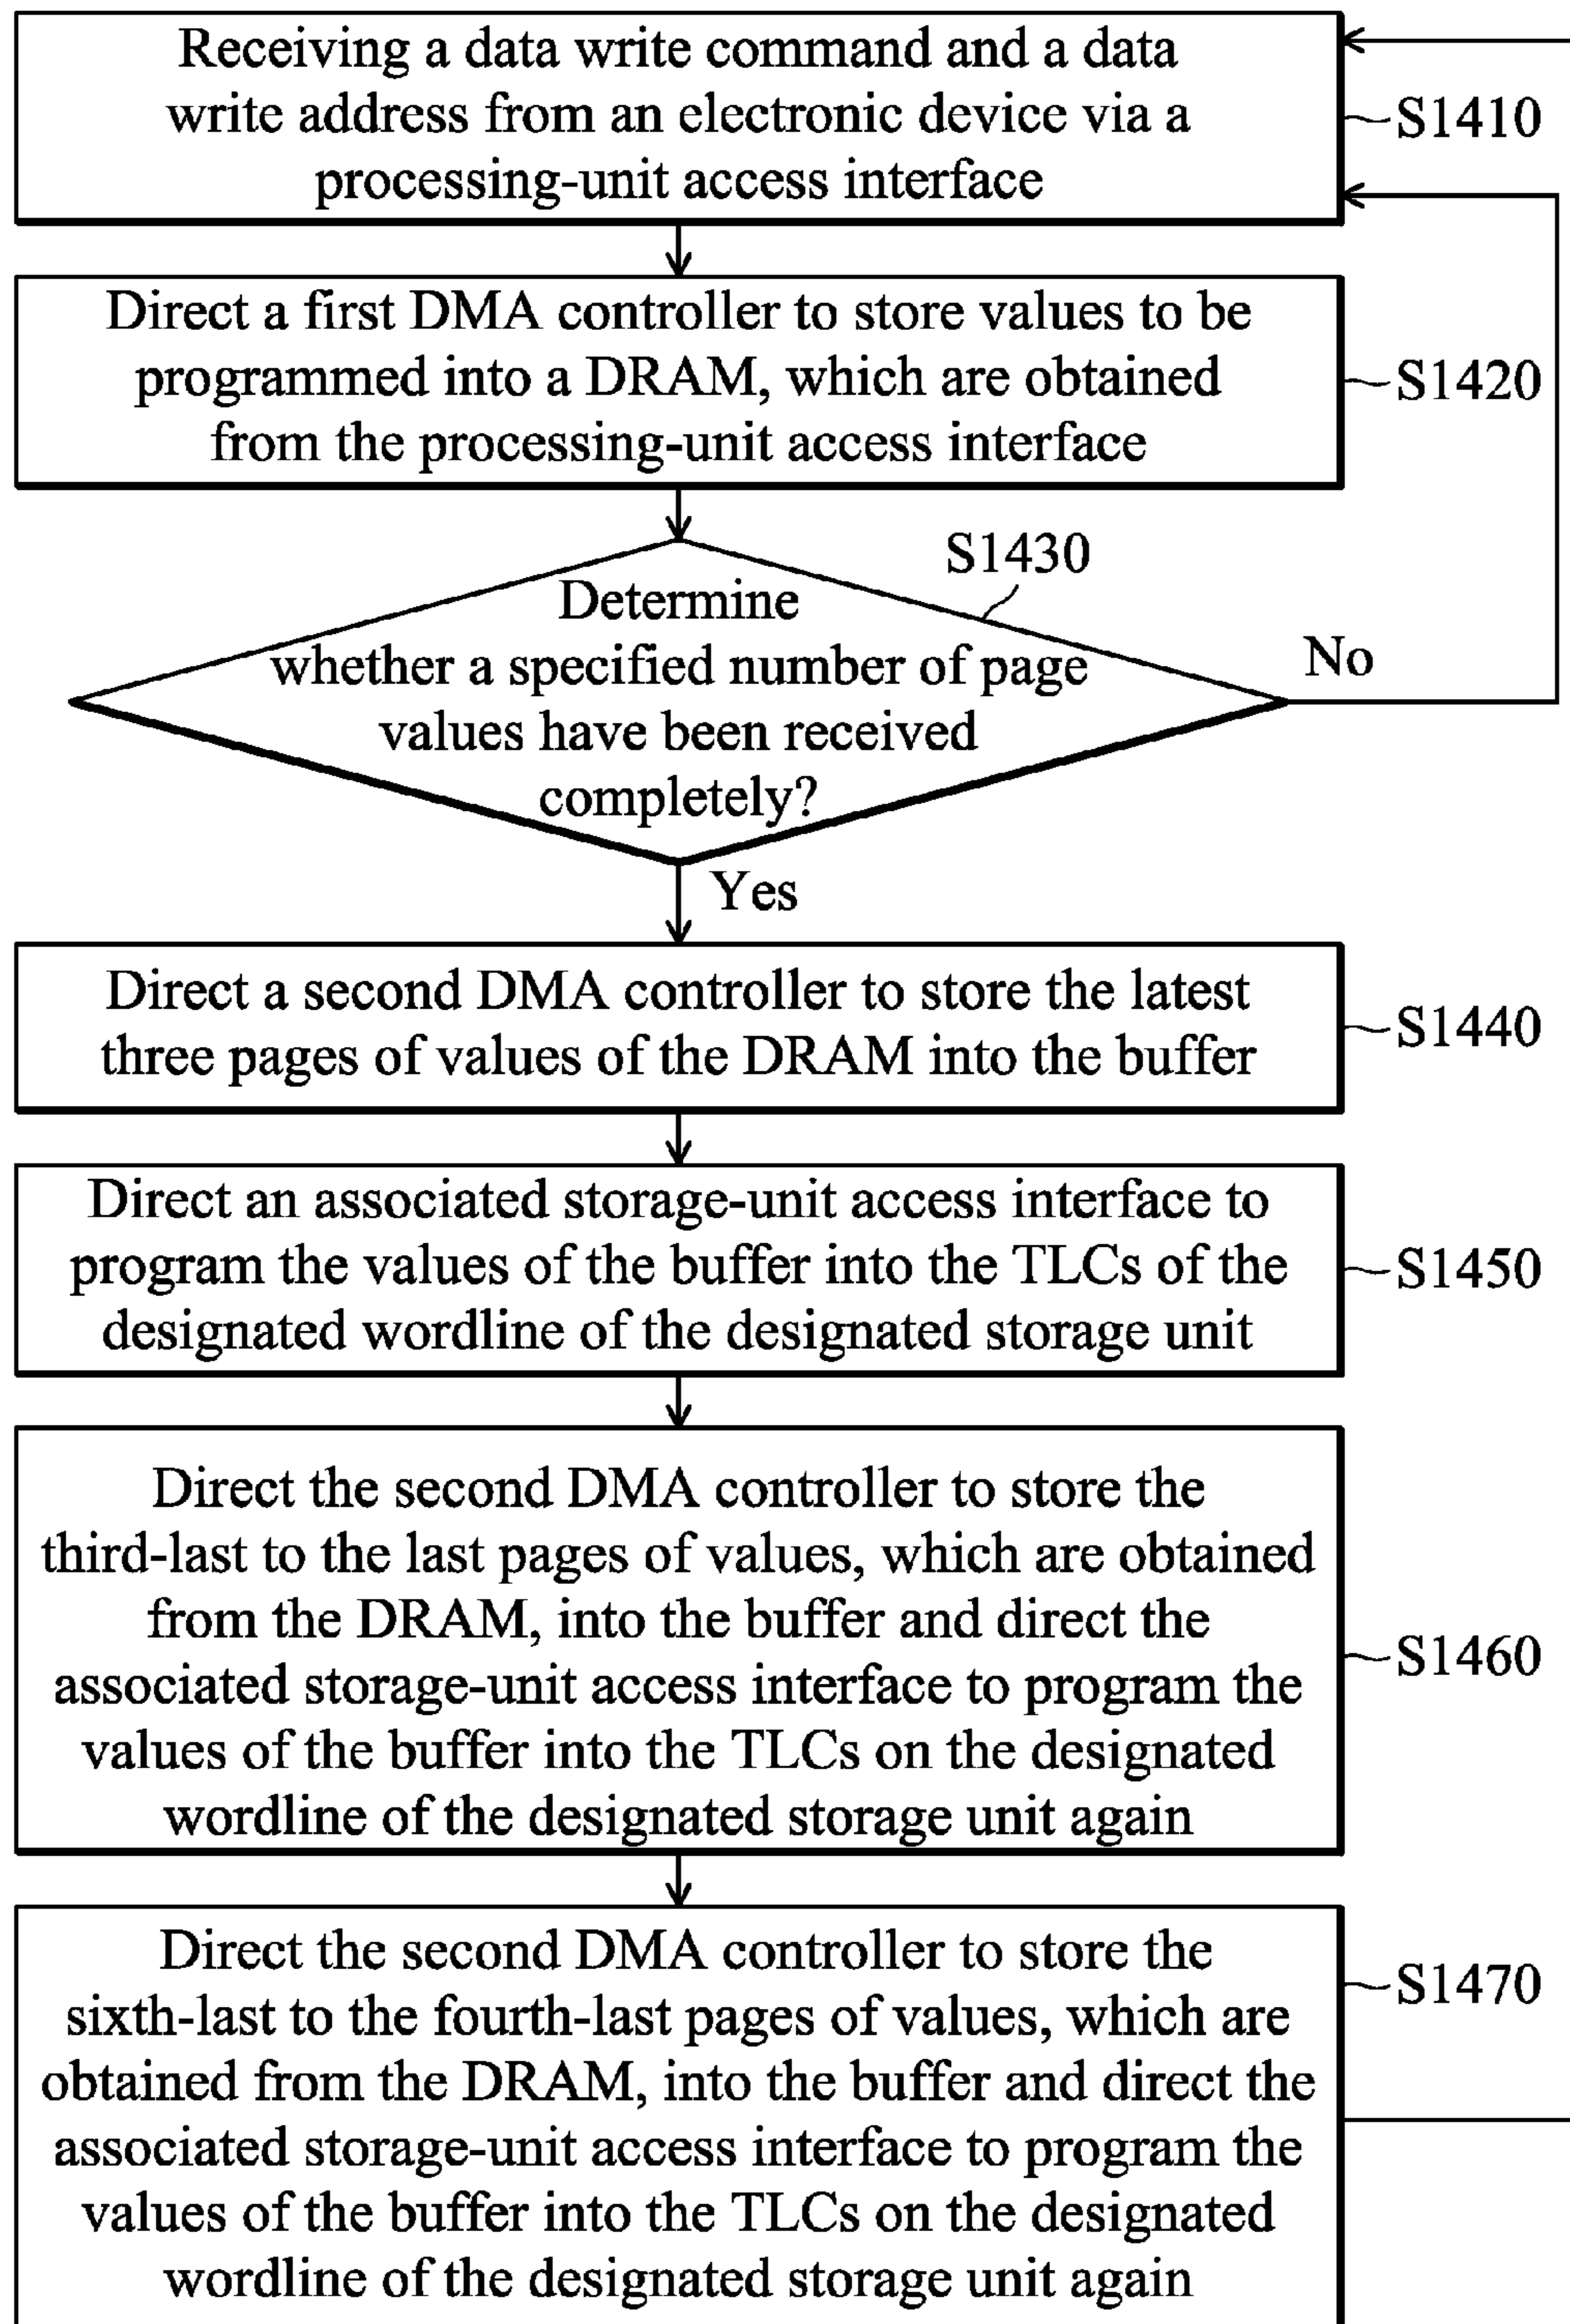 Receiving a data write command and a data
write address from an electronic device via a
processing-unit access interface
S1410
Direct a first DMA controller to store values to be
programmed into a DRAM, which are obtained
from the processing-unit access interface
S1420
S1430
Determine
whether a specified number of page
values have been received
completely?
No
Yes
Direct a second DMA controller to store the latest
three pages of values of the DRAM into the buffer
S1440
Direct an associated storage-unit access interface to
program the values of the buffer into the TLCs of the
designated wordline of the designated storage unit
S1450
Direct the second DMA controller to store the
third-last to the last pages of values, which are obtained
from the DRAM, into the buffer and direct the
associated storage-unit access interface to program the
values of the buffer into the TLCs on the designated
wordline of the designated storage unit again
S1460
Direct the second DMA controller to store the
sixth-last to the fourth-last pages of values, which are
obtained from the DRAM, into the buffer and direct the
associated storage-unit access interface to program the
values of the buffer into the TLCs on the designated
wordline of the designated storage unit again
S1470